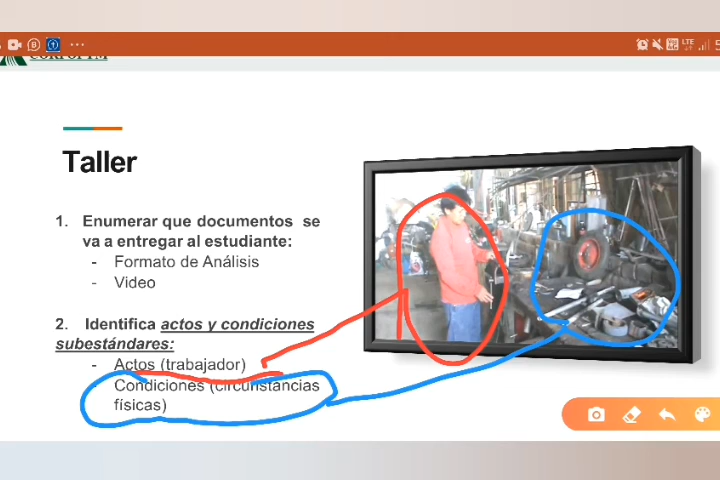 LTE
Taller
1. Enumerar que documentos se
va a entregar al estudiante:
- Formato de Análisis
- Video
2. Identifica actos y condiciones
subestándares:
- Actos (trabajador)
- Condiciones (circunstancias
físicas)